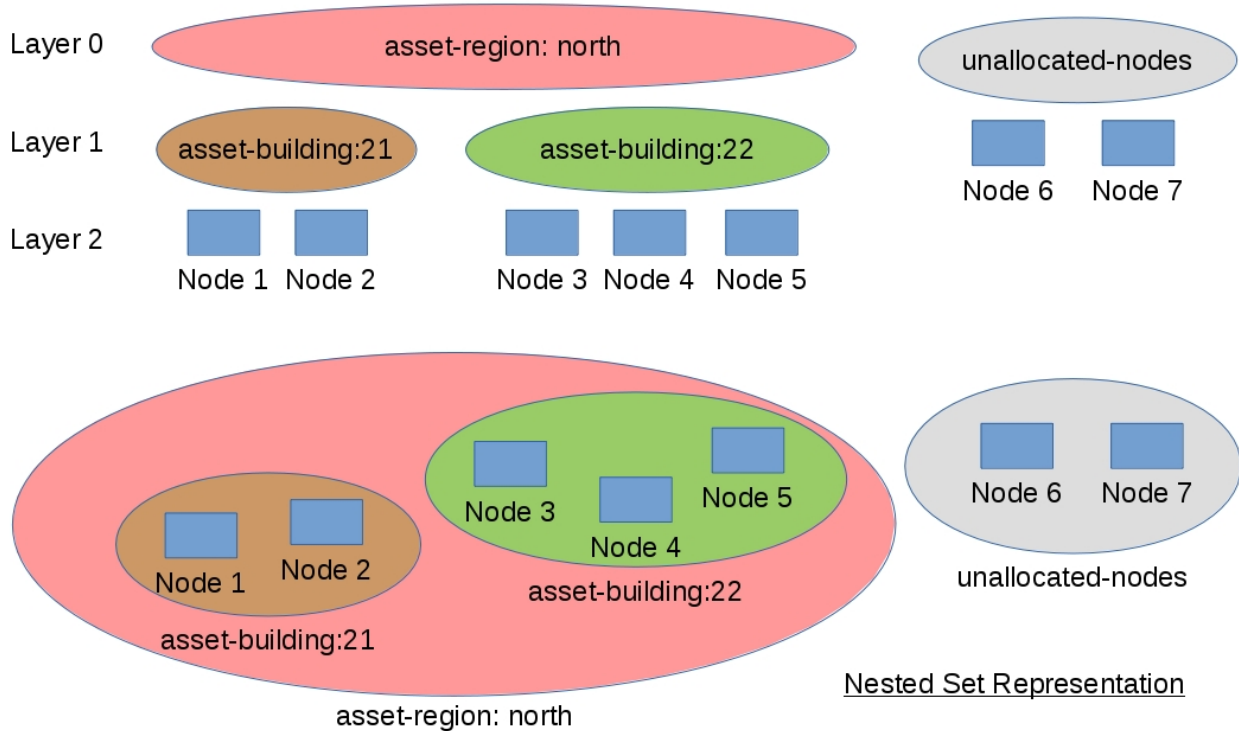 Layer 0
asset-region: north
unallocated-nodes
Layer 1
asset-building:21
asset-building:22
Node 6
Node 7
Layer 2
Node 1
Node 2
Node 3
Node 4
Node 5
Node 3
Node 5
Node 4
Node 1
Node 2
asset-building:22
asset-building:21
Node 6
Node 7
unallocated-nodes
Nested Set Representation
asset-region: north